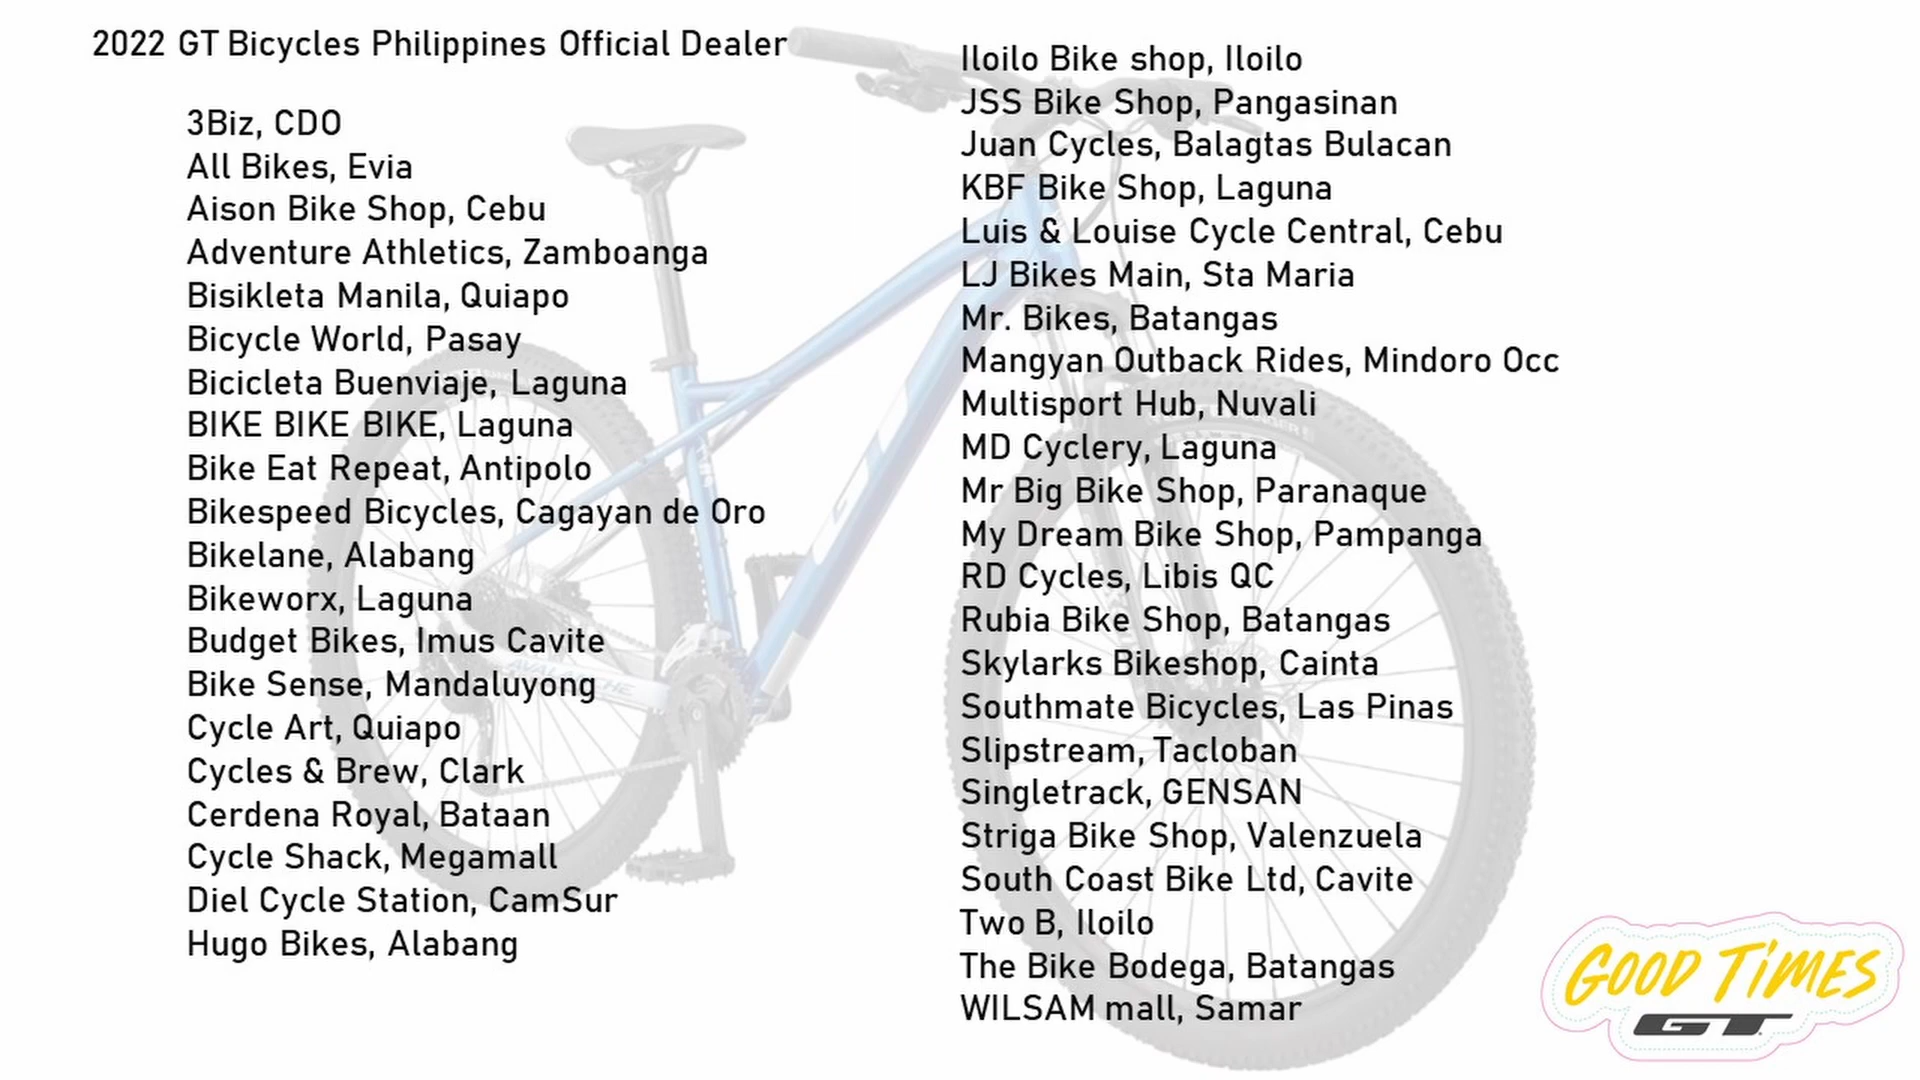 2022 GT Bicycles Philippines Official Dealer
3Biz, CDO
All Bikes, Evia
Aison Bike Shop, Cebu
Adventure Athletics, Zamboanga
Bisikleta Manila, Quiapo
Bicycle World, Pasay
Bicicleta Buenviaje, Laguna
BIKE BIKE BIKE, Laguna
Bike Eat Repeat, Antipolo
Bikespeed Bicycles, Cagayan de Oro
Bikelane, Alabang
Bikeworx, Laguna
Budget Bikes, Imus Cavite
Bike Sense, Mandaluyong
Cycle Art, Quiapo
Cycles & Brew, Clark
Cerdena Royal, Bataan
Cycle Shack, Megamall
Diel Cycle Station, CamSur
Hugo Bikes, Alabang
Iloilo Bike shop, Iloilo
JSS Bike Shop, Pangasinan
Juan Cycles, Balagtas Bulacan
KBF Bike Shop, Laguna
Luis & Louise Cycle Central, Cebu
LJ Bikes Main, Sta Maria
Mr. Bikes, Batangas
Mangyan Outback Rides, Mindoro Occ
Multisport Hub, Nuvali
MD Cyclery, Laguna
Mr Big Bike Shop, Paranaque
My Dream Bike Shop, Pampanga
RD Cycles, Libis QC
Rubia Bike Shop, Batangas
Skylarks Bikeshop, Cainta
Southmate Bicycles, Las Pinas
Slipstream, Tacloban
Singletrack, GENSAN
Striga Bike Shop, Valenzuela
South Coast Bike Ltd, Cavite
Two B, Iloilo
The Bike Bodega, Batangas
WILSAM mall, Samar
GT
AVALANCHE
GOOD TiMES
GT